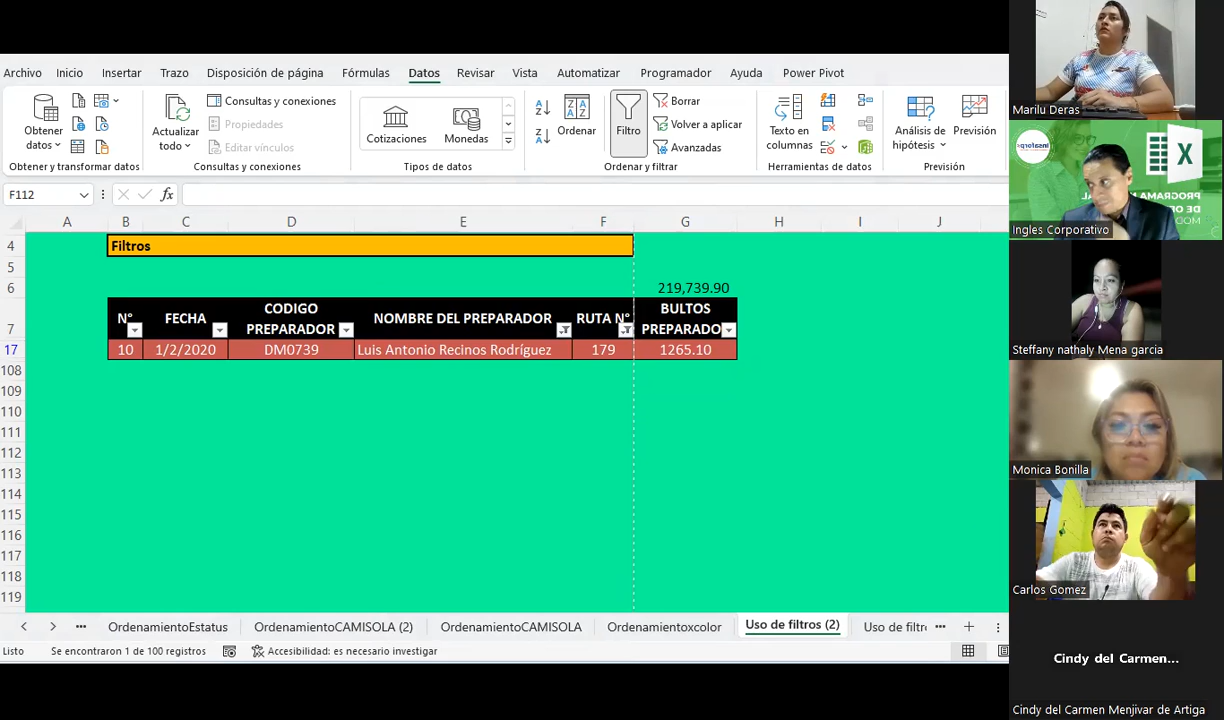 Archivo Inicio Insertar Trazo Disposición de página Fórmulas Datos Revisar Vista Automatizar Programador Ayuda Power Pivot
Obtener datos
Obtener y transformar datos
Actualizar todo
Consultas y conexiones
Propiedades
Editar vínculos
Consultas y conexiones
Cotizaciones
Monedas
Tipos de datos
Ordenar
Filtro
Borrar
Volver a aplicar
Avanzadas
Ordenar y filtrar
Texto en columnas
Herramientas de datos
Análisis de hipótesis
Previsión
Previsión
F112
fx
A B C D E F G H I J
4 Filtros
5
6 219,739.90
7 N° FECHA CODIGO PREPARADOR NOMBRE DEL PREPARADOR RUTA N° BULTOS PREPARADO
17 10 1/2/2020 DM0739 Luis Antonio Recinos Rodríguez 179 1265.10
108
109
110
111
112
113
114
115
116
117
118
119
OrdenamientoEstatus OrdenamientoCAMISOLA (2) OrdenamientoCAMISOLA Ordenamientoxcolor Uso de filtros (2) Uso de filtr
Listo Se encontraron 1 de 100 registros Accesibilidad: es necesario investigar
Marilu Deras
Insaforp
X
Ingles Corporativo
Steffany nathaly Mena garcia
Monica Bonilla
Carlos Gomez
Cindy del Carmen...
Cindy del Carmen Menjivar de Artiga